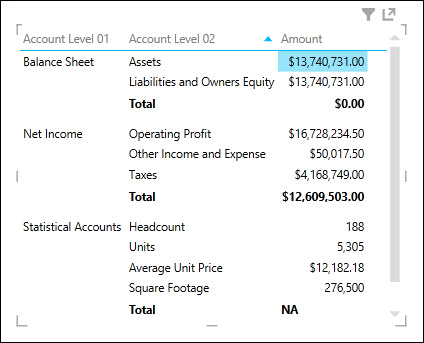 Account Level 01 Account Level 02 Amount
Balance Sheet Assets $13,740,731.00
Liabilities and Owners Equity $13,740,731.00
Total $0.00
Net Income Operating Profit $16,728,234.50
Other Income and Expense $50,017.50
Taxes $4,168,749.00
Total $12,609,503.00
Statistical Accounts Headcount 188
Units 5,305
Average Unit Price $12,182.18
Square Footage 276,500
Total NA